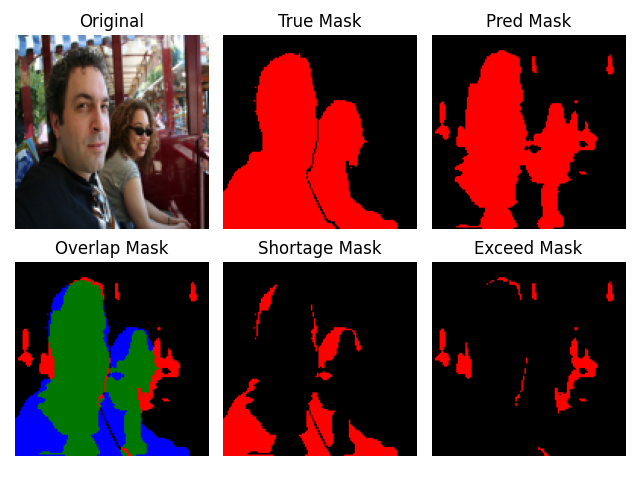 Original
True Mask
Pred Mask
Overlap Mask
Shortage Mask
Exceed Mask